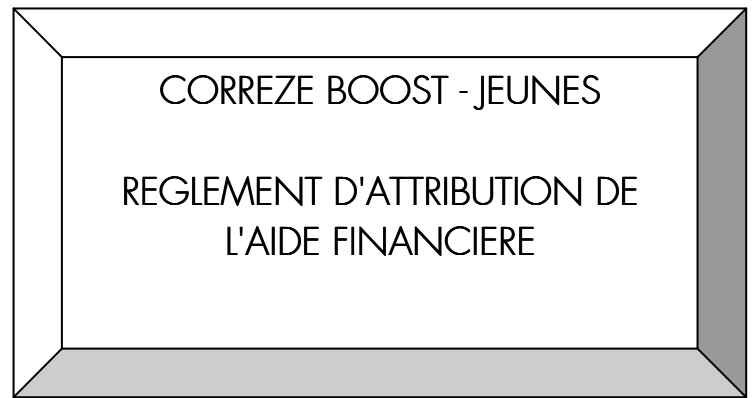 CORREZE BOOST - JEUNES
REGLEMENT D'ATTRIBUTION DE
L'AIDE FINANCIERE